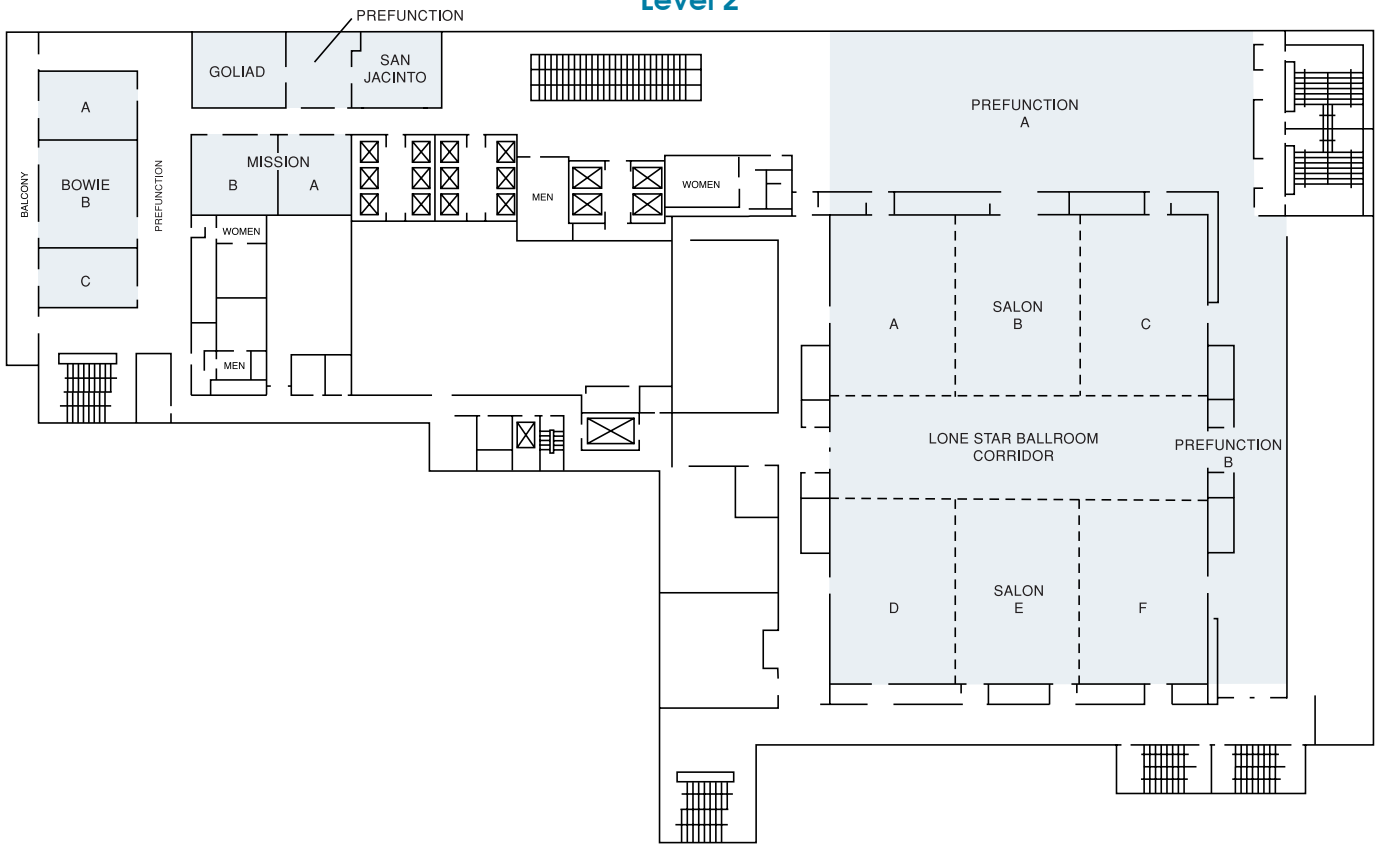 Level 2
PREFUNCTION
GOLIAD
SAN
JACINTO
PREFUNCTION
A
A
BOWIE
B
C
BALCONY
PREFUNCTION
MISSION
B
A
WOMEN
MEN
MEN
WOMEN
A
SALON
B
C
LONE STAR BALLROOM
CORRIDOR
PREFUNCTION
B
D
SALON
E
F